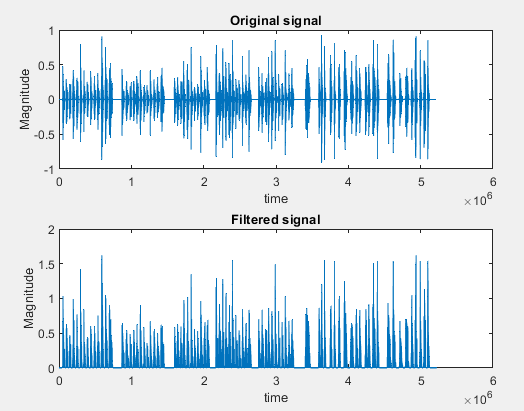 Original signal
1
0.5
0
-0.5
-1
Magnitude
0 1 2 3 4 5 6
time
×10^6
Filtered signal
2
1.5
1
0.5
0
Magnitude
0 1 2 3 4 5 6
time
×10^6